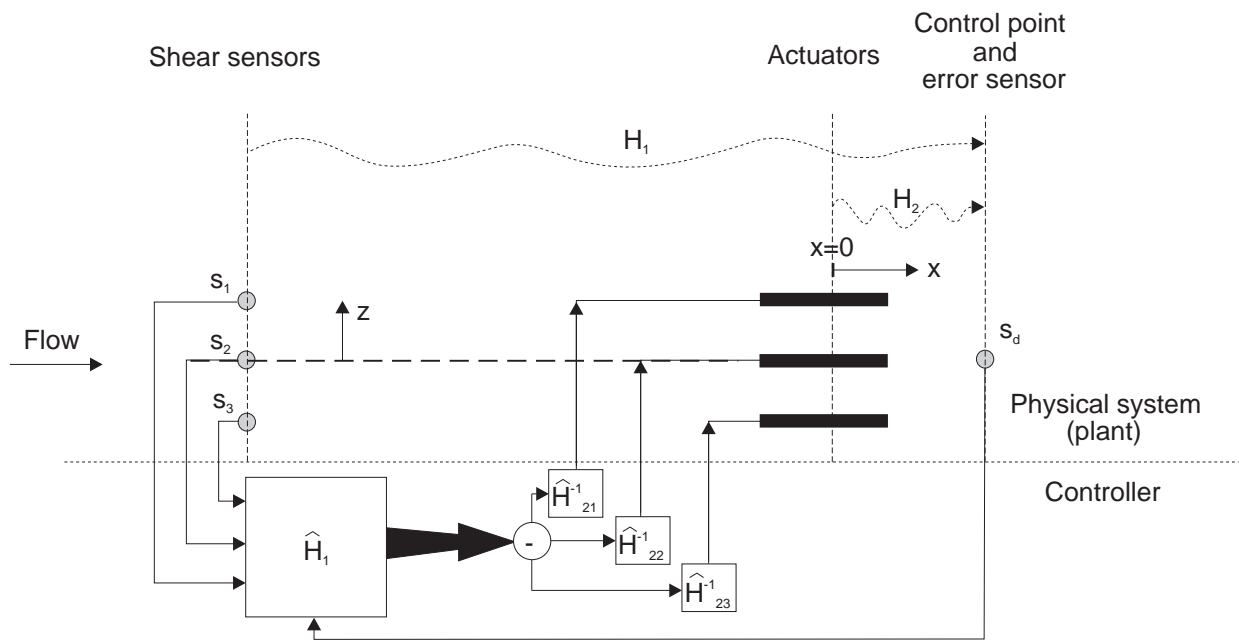 Control point
and
error sensor
Shear sensors
Actuators
H1
H2
x=0
x
s1
z
Flow
s2
sd
s3
Physical system
(plant)
Controller
Ĥ1
-
Ĥ-1 21
Ĥ-1 22
Ĥ-1 23